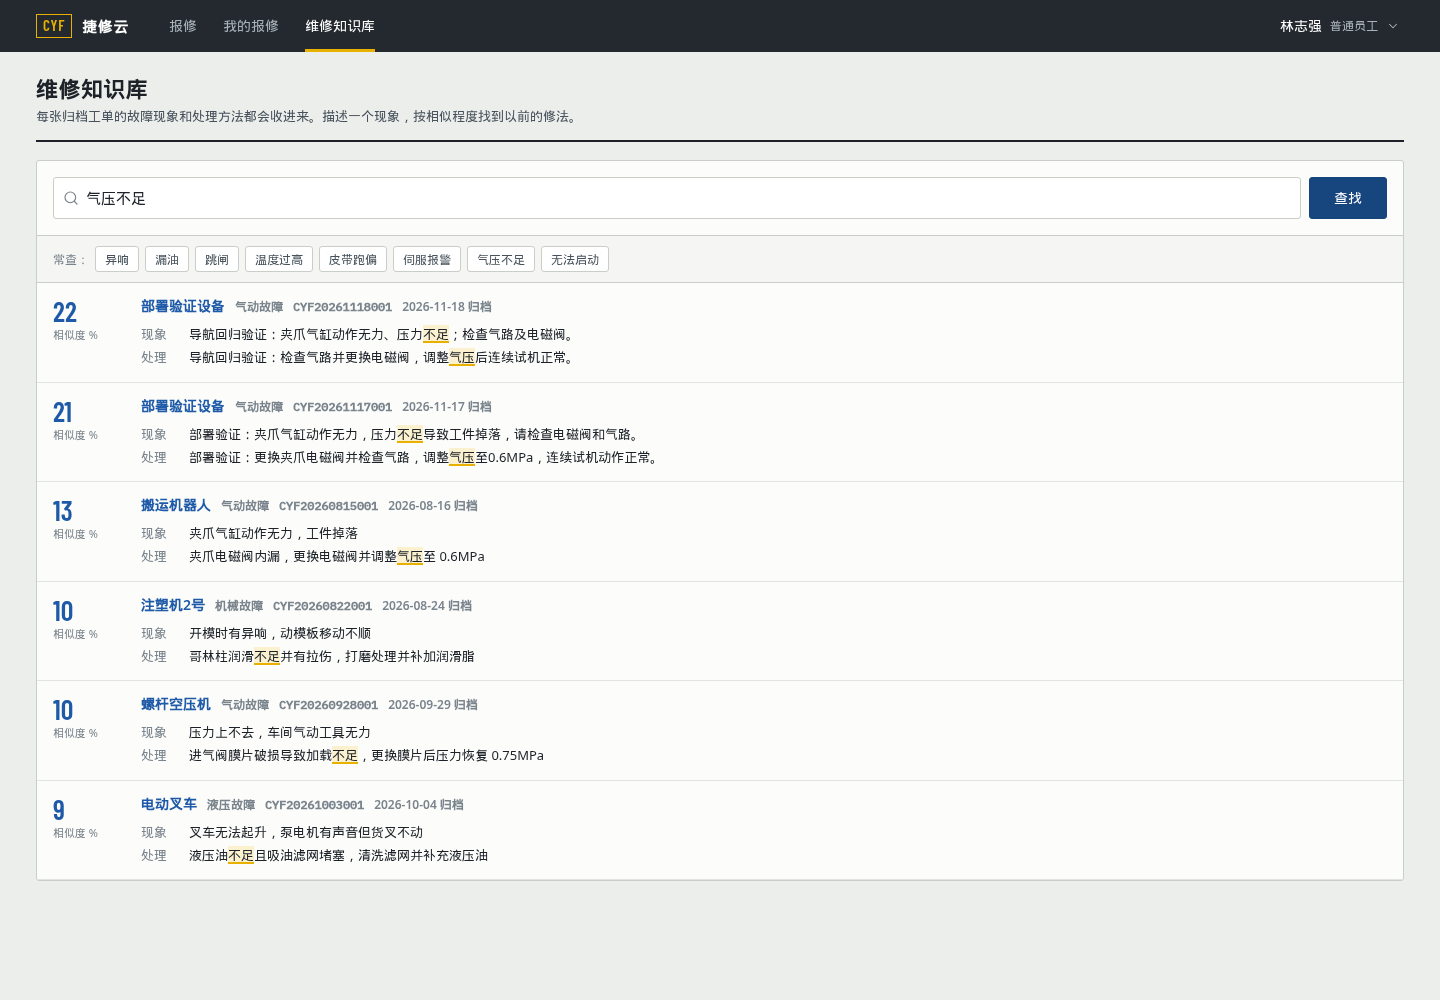 CYF 捷修云 报修 我的报修 维修知识库 林志强 普通员工
维修知识库
每张归档工单的故障现象和处理方法都会收进来。描述一个现象，按相似程度找到以前的修法。
气压不足 查找
常查： 异响 漏油 跳闸 温度过高 皮带跑偏 伺服报警 气压不足 无法启动
22 部署验证设备 气动故障 CYF20261118001 2026-11-18 归档
相似度 % 现象 导航回归验证：夹爪气缸动作无力、压力不足；检查气路及电磁阀。
处理 导航回归验证：检查气路并更换电磁阀，调整气压后连续试机正常。
21 部署验证设备 气动故障 CYF20261117001 2026-11-17 归档
相似度 % 现象 部署验证：夹爪气缸动作无力，压力不足导致工件掉落，请检查电磁阀和气路。
处理 部署验证：更换夹爪电磁阀并检查气路，调整气压至0.6MPa，连续试机动作正常。
13 搬运机器人 气动故障 CYF20260815001 2026-08-16 归档
相似度 % 现象 夹爪气缸动作无力，工件掉落
处理 夹爪电磁阀内漏，更换电磁阀并调整气压至 0.6MPa
10 注塑机2号 机械故障 CYF20260822001 2026-08-24 归档
相似度 % 现象 开模时有异响，动模板移动不顺
处理 哥林柱润滑不足并有拉伤，打磨处理并补加润滑脂
10 螺杆空压机 气动故障 CYF20260928001 2026-09-29 归档
相似度 % 现象 压力上不去，车间气动工具无力
处理 进气阀膜片破损导致加载不足，更换膜片后压力恢复 0.75MPa
9 电动叉车 液压故障 CYF20261003001 2026-10-04 归档
相似度 % 现象 叉车无法起升，泵电机有声音但货叉不动
处理 液压油不足且吸油滤网堵塞，清洗滤网并补充液压油